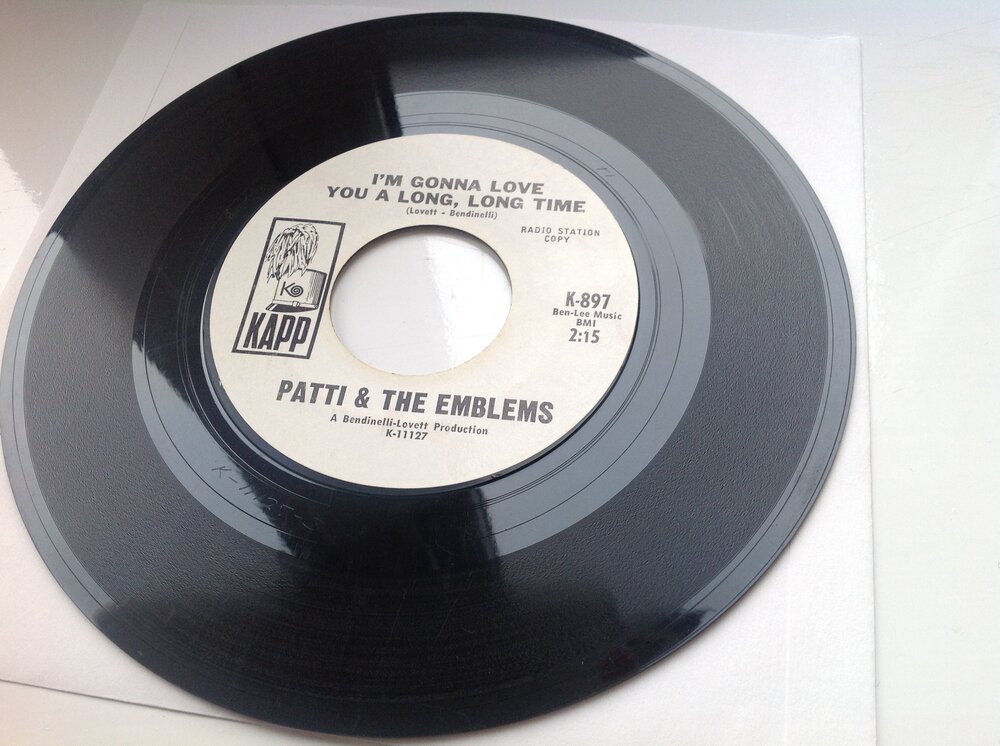 I'M GONNA LOVE
YOU A LONG, LONG TIME
(Lovett - Bendinelli)
RADIO STATION
COPY
K
KAPP
K-897
Ben-Lee Music
BMI
2:15
PATTI & THE EMBLEMS
A Bendinelli-Lovett Production
K-11127